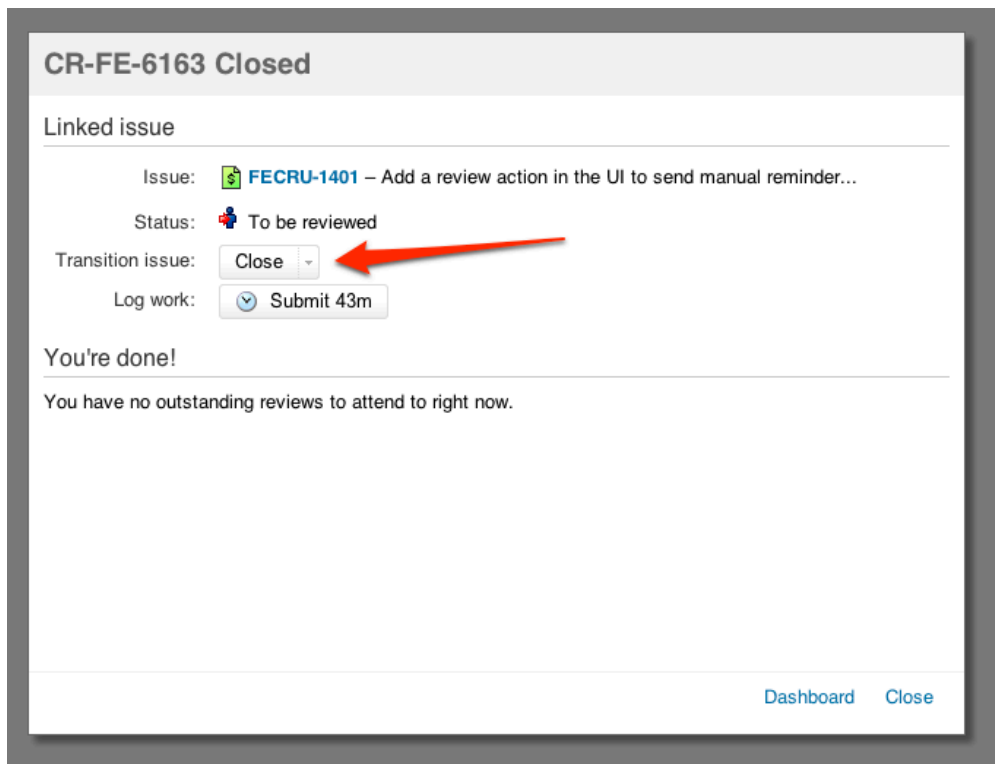 CR-FE-6163 Closed
Linked issue
Issue: FECRU-1401 – Add a review action in the UI to send manual reminder...
Status: To be reviewed
Transition issue: Close
Log work: Submit 43m
You're done!
You have no outstanding reviews to attend to right now.
Dashboard Close